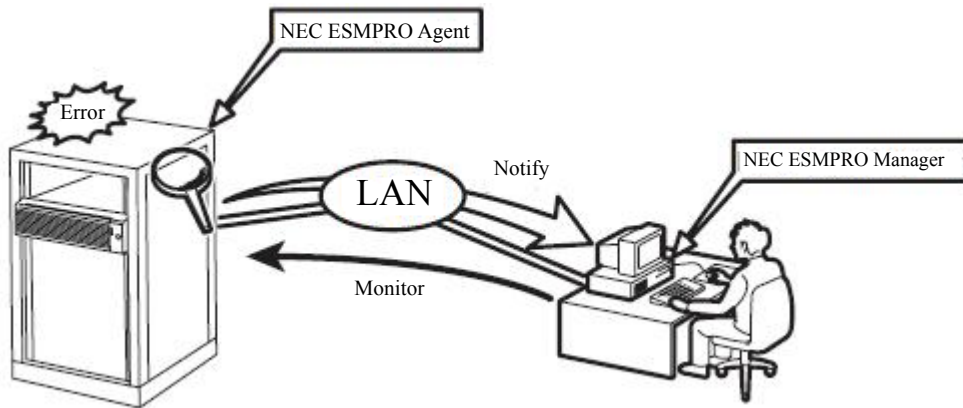 NEC ESMPRO Agent
Error
NEC ESMPRO Manager
Notify
LAN
Monitor